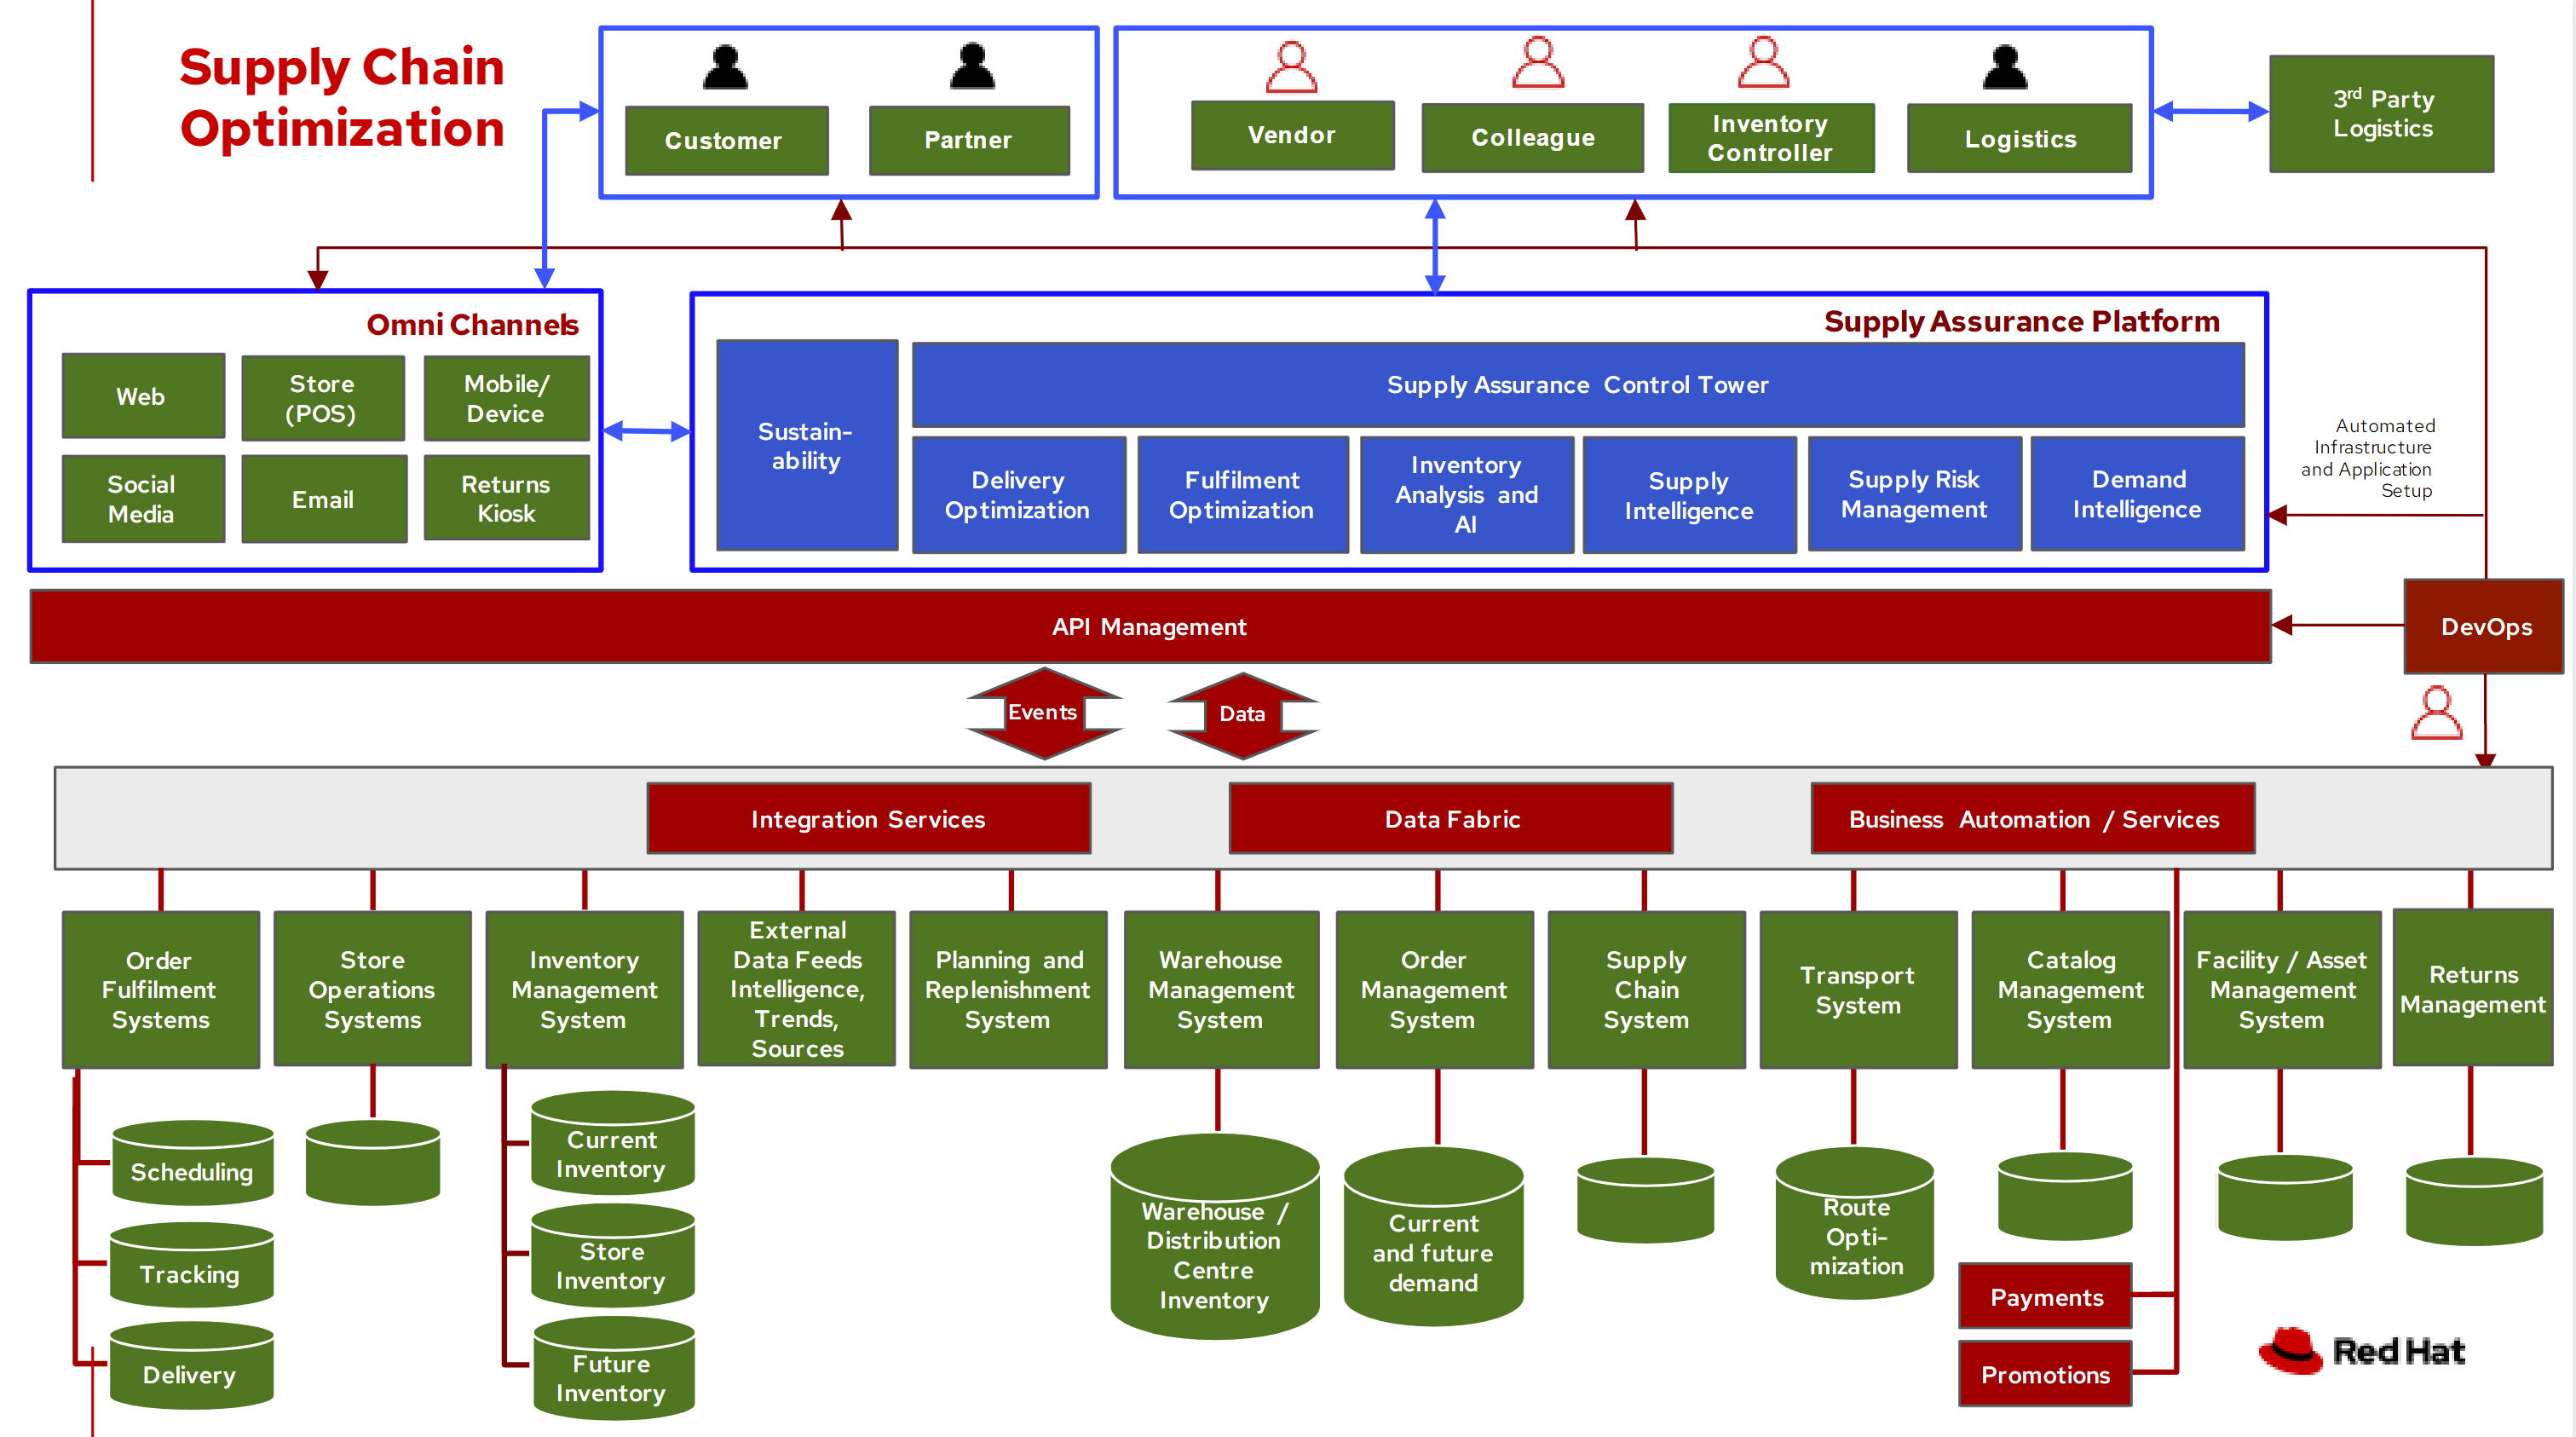 Supply Chain
Optimization
Customer
Partner
Vendor
Colleague
Inventory
Controller
Logistics
3rd Party
Logistics
Omni Channels
Web
Store
(POS)
Mobile/
Device
Social
Media
Email
Returns
Kiosk
Supply Assurance Platform
Sustain-
ability
Supply Assurance Control Tower
Delivery
Optimization
Fulfilment
Optimization
Inventory
Analysis and
AI
Supply
Intelligence
Supply Risk
Management
Demand
Intelligence
Automated
Infrastructure
and Application
Setup
API Management
DevOps
Events
Data
Integration Services
Data Fabric
Business Automation / Services
Order
Fulfilment
Systems
Store
Operations
Systems
Inventory
Management
System
External
Data Feeds
Intelligence,
Trends,
Sources
Planning and
Replenishment
System
Warehouse
Management
System
Order
Management
System
Supply
Chain
System
Transport
System
Catalog
Management
System
Facility / Asset
Management
System
Returns
Management
Scheduling
Tracking
Delivery
Current
Inventory
Store
Inventory
Future
Inventory
Warehouse /
Distribution
Centre
Inventory
Current
and future
demand
Route
Opti-
mization
Payments
Promotions
Red Hat